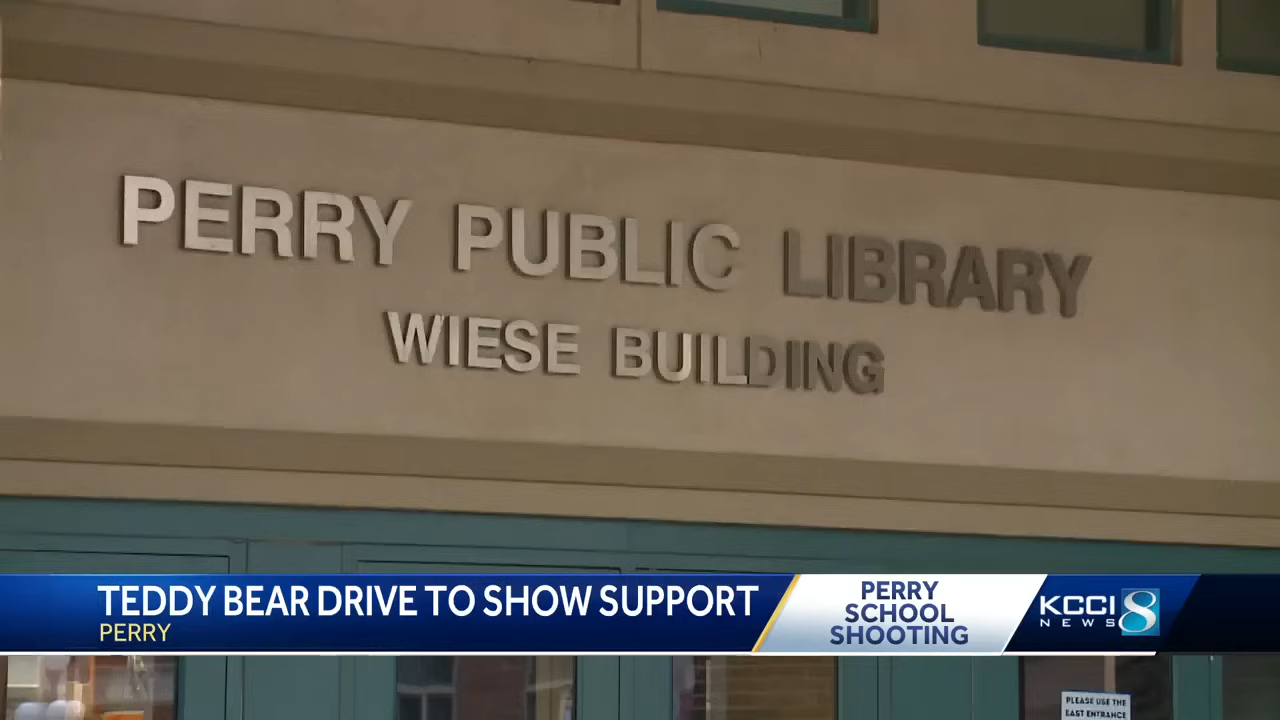 PERRY PUBLIC LIBRARY
WIESE BUILDING
TEDDY BEAR DRIVE TO SHOW SUPPORT
PERRY
PERRY
SCHOOL
SHOOTING
KCCI 8
NEWS
PLEASE USE THE
EAST ENTRANCE